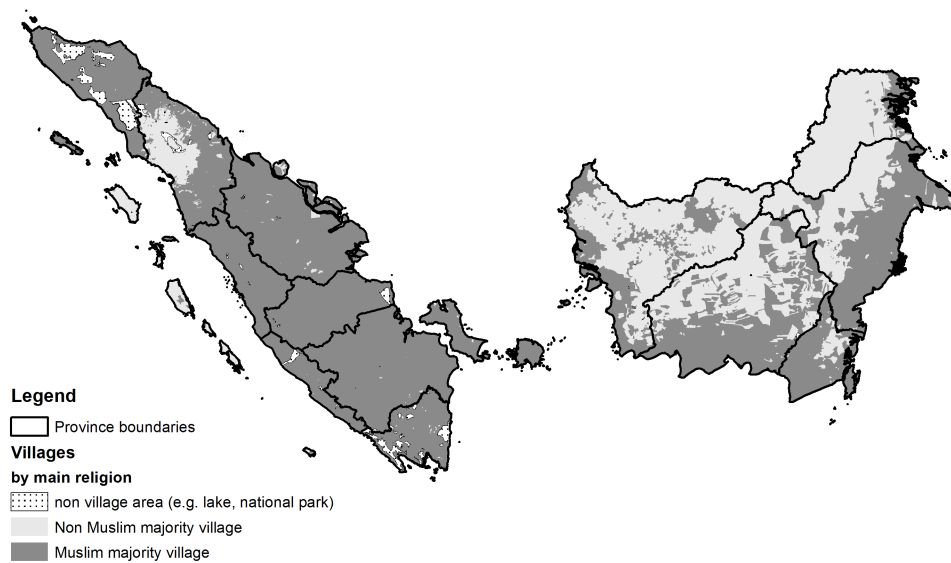 Legend
Province boundaries
Villages
by main religion
non village area (e.g. lake, national park)
Non Muslim majority village
Muslim majority village